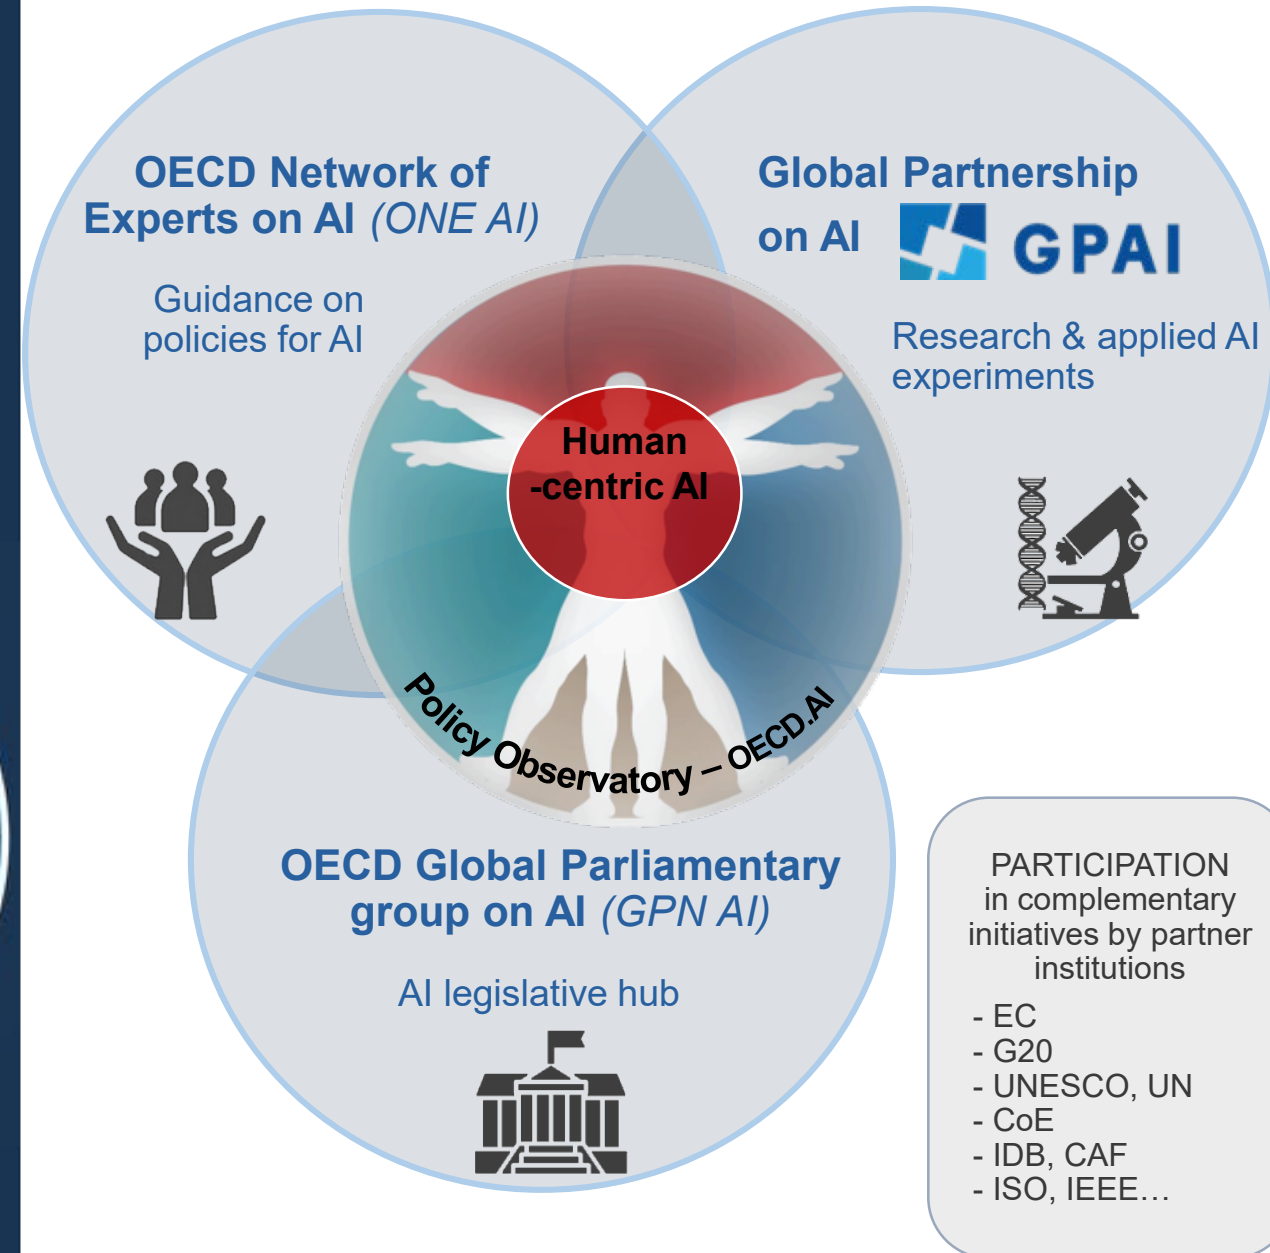 OECD Network of
Experts on AI (ONE AI)
Guidance on
policies for AI
Global Partnership
on AI
GPAI
Research & applied AI
experiments
Human
-centric AI
Policy Observatory – OECD.AI
OECD Global Parliamentary
group on AI (GPN AI)
AI legislative hub
PARTICIPATION
in complementary
initiatives by partner
institutions
- EC
- G20
- UNESCO, UN
- CoE
- IDB, CAF
- ISO, IEEE…